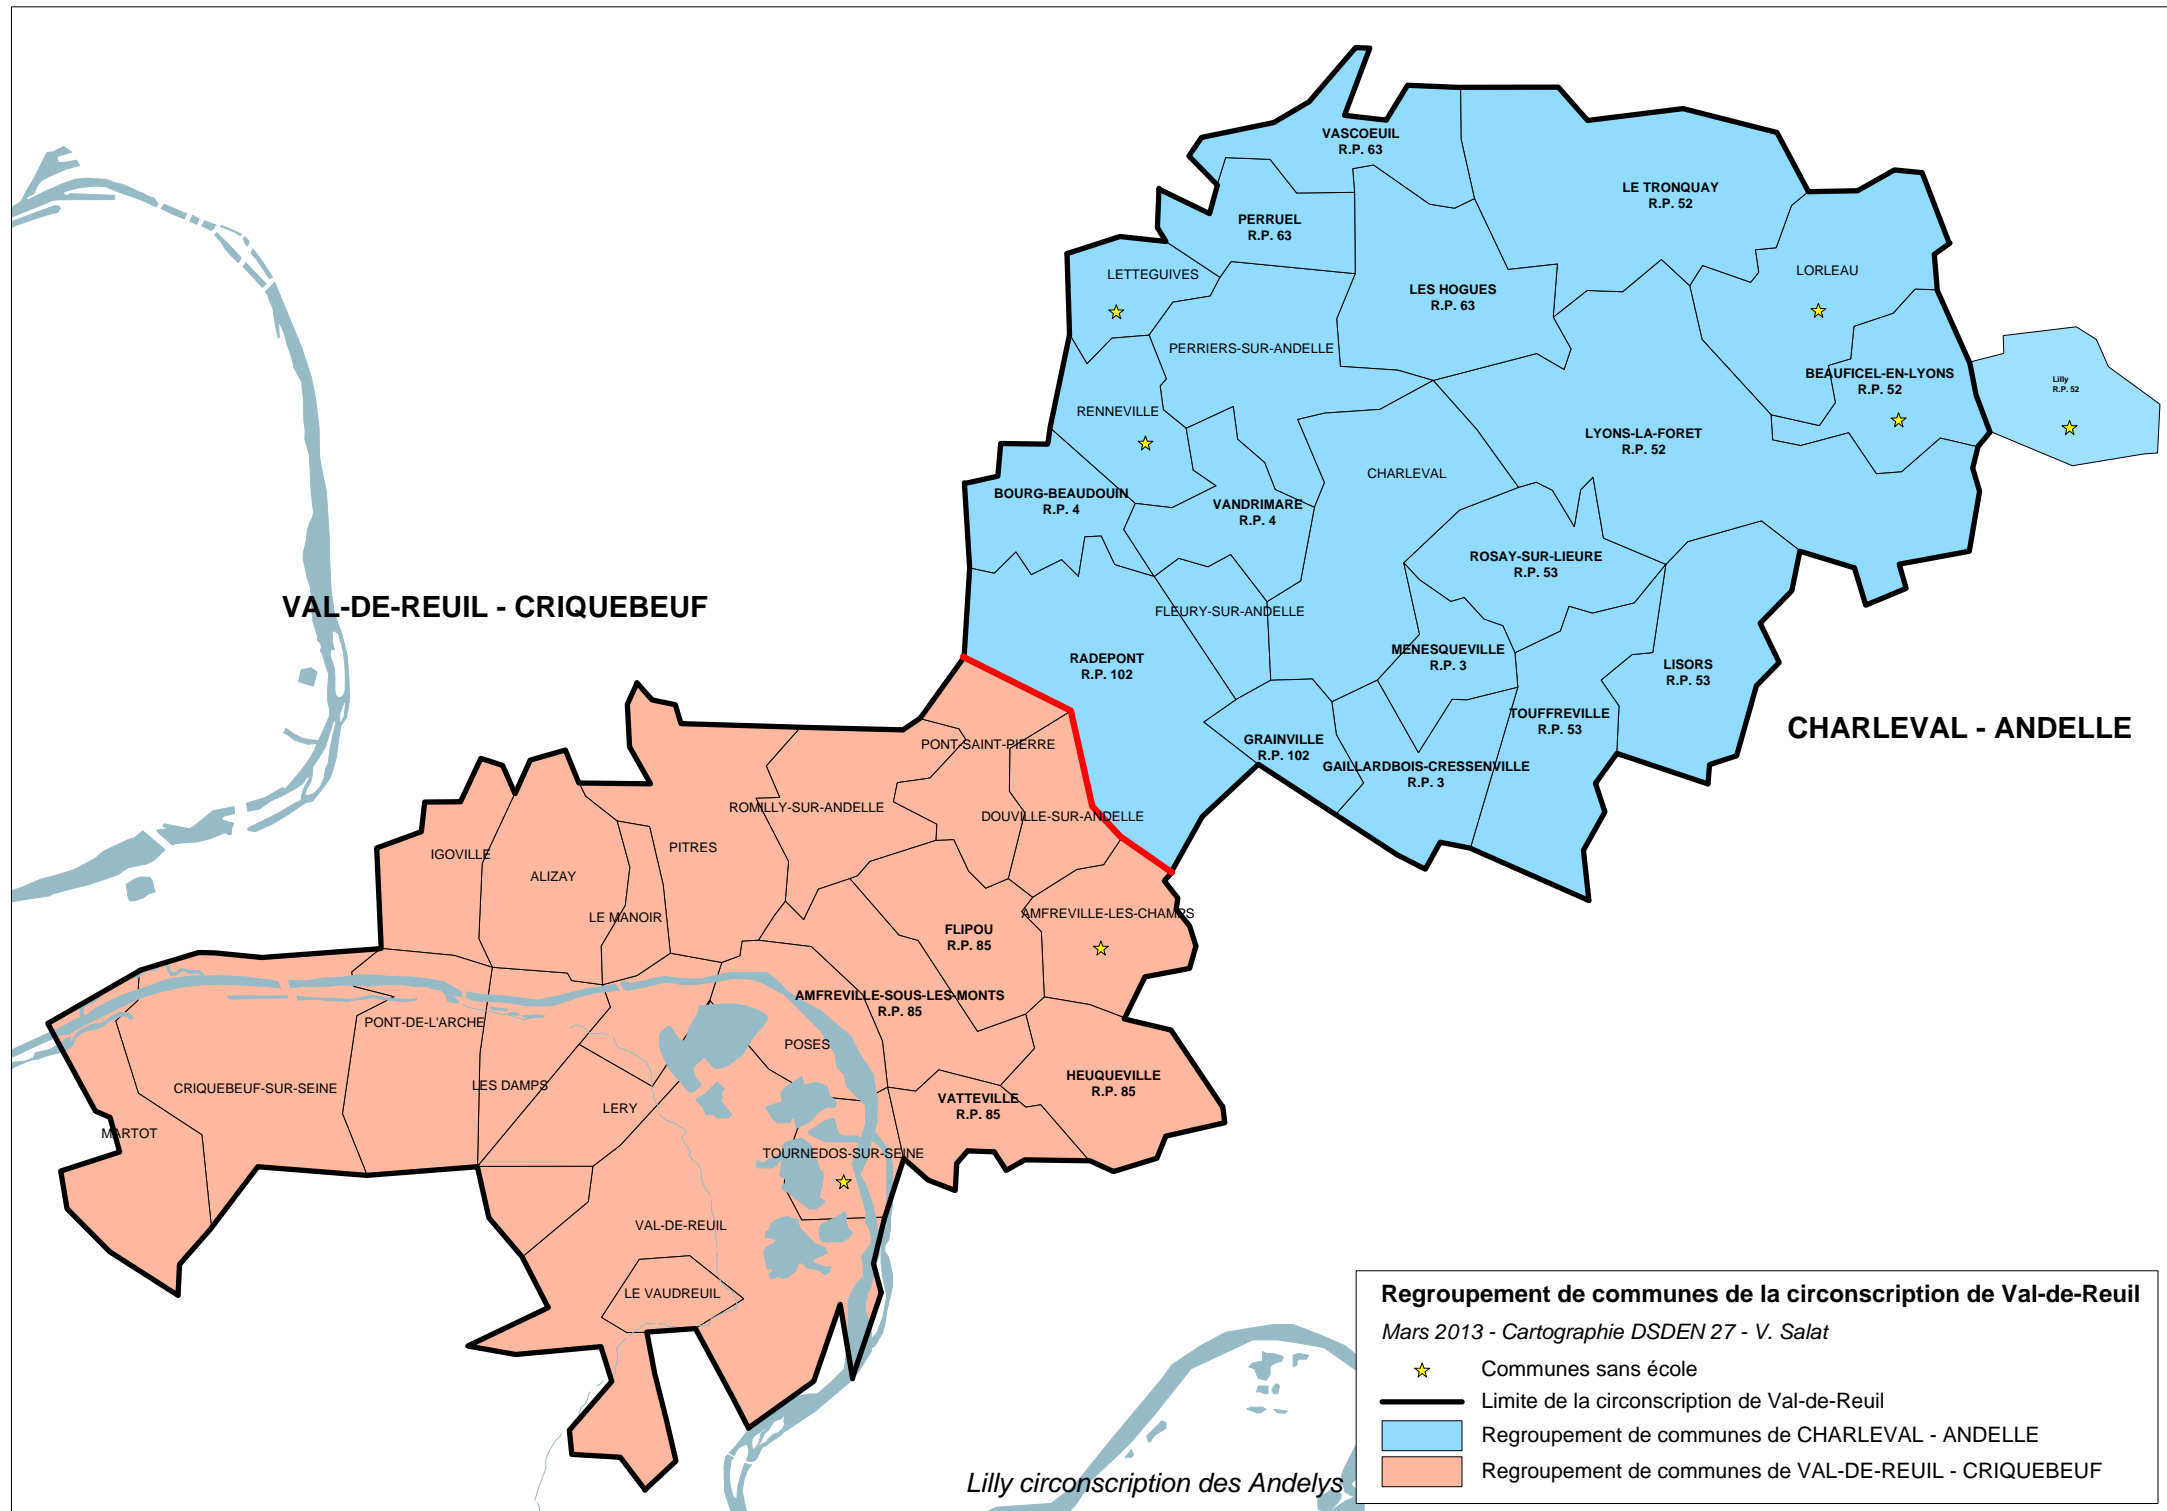 VASCOEUIL
R.P. 63
LE TRONQUAY
R.P. 52
PERRUEL
R.P. 63
LETTEGUIVES
LORLEAU
LES HOGUES
R.P. 63
PERRIERS-SUR-ANDELLE
BEAUFICEL-EN-LYONS
R.P. 52
Lilly
R.P. 52
RENNEVILLE
LYONS-LA-FORET
R.P. 52
CHARLEVAL
BOURG-BEAUDOUIN
R.P. 4
VANDRIMARE
R.P. 4
ROSAY-SUR-LIEURE
R.P. 53
VAL-DE-REUIL - CRIQUEBEUF
FLEURY-SUR-ANDELLE
MENESQUEVILLE
R.P. 3
RADEPONT
R.P. 102
LISORS
R.P. 53
TOUFFREVILLE
R.P. 53
CHARLEVAL - ANDELLE
GRAINVILLE
R.P. 102
PONT-SAINT-PIERRE
GAILLARDBOIS-CRESSENVILLE
R.P. 3
ROMILLY-SUR-ANDELLE
DOUVILLE-SUR-ANDELLE
PITRES
IGOVILLE
ALIZAY
LE MANOIR
AMFREVILLE-LES-CHAMPS
FLIPOU
R.P. 85
AMFREVILLE-SOUS-LES-MONTS
R.P. 85
PONT-DE-L'ARCHE
POSES
HEUQUEVILLE
R.P. 85
CRIQUEBEUF-SUR-SEINE
LES DAMPS
LERY
VATTEVILLE
R.P. 85
MARTOT
TOURNEDOS-SUR-SEINE
VAL-DE-REUIL
LE VAUDREUIL
Regroupement de communes de la circonscription de Val-de-Reuil
Mars 2013 - Cartographie DSDEN 27 - V. Salat
Communes sans école
Limite de la circonscription de Val-de-Reuil
Regroupement de communes de CHARLEVAL - ANDELLE
Regroupement de communes de VAL-DE-REUIL - CRIQUEBEUF
Lilly circonscription des Andelys